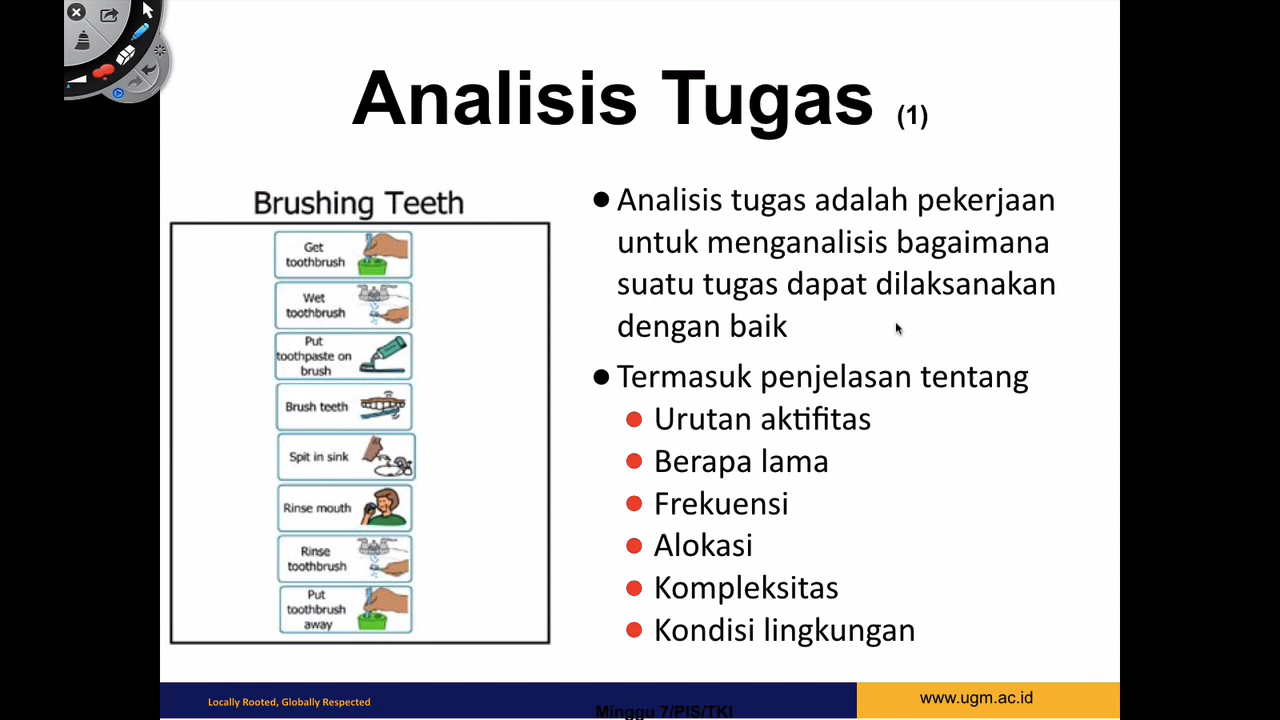 Analisis Tugas (1)
Brushing Teeth
Get
toothbrush
Wet
toothbrush
Put
toothpaste on
brush
Brush teeth
Spit in sink
Rinse mouth
Rinse
toothbrush
Put
toothbrush
away
● Analisis tugas adalah pekerjaan
untuk menganalisis bagaimana
suatu tugas dapat dilaksanakan
dengan baik
● Termasuk penjelasan tentang
● Urutan aktifitas
● Berapa lama
● Frekuensi
● Alokasi
● Kompleksitas
● Kondisi lingkungan
Locally Rooted, Globally Respected
Minggu 7/PIS/TKI
www.ugm.ac.id